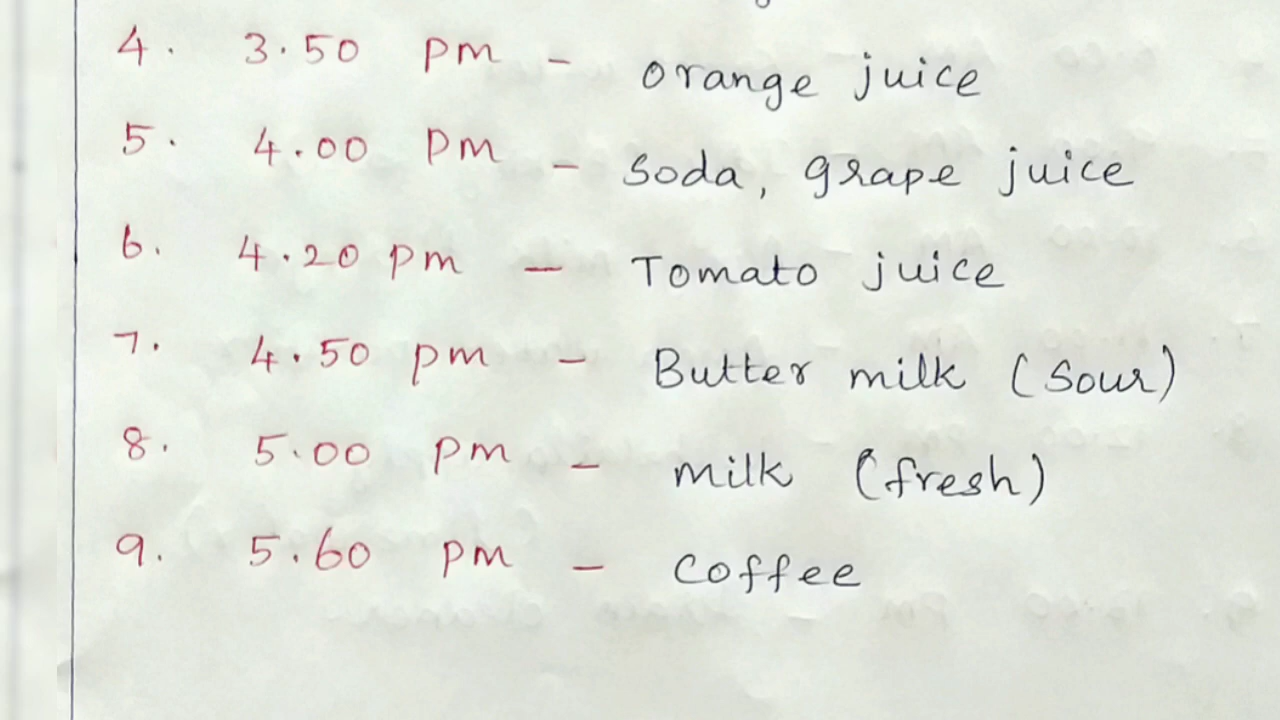 4. 3.50 pm - orange juice
5. 4.00 pm - Soda, grape juice
6. 4.20 pm - Tomato juice
7. 4.50 pm - Butter milk (Sour)
8. 5.00 pm - milk (fresh)
9. 5.60 pm - coffee